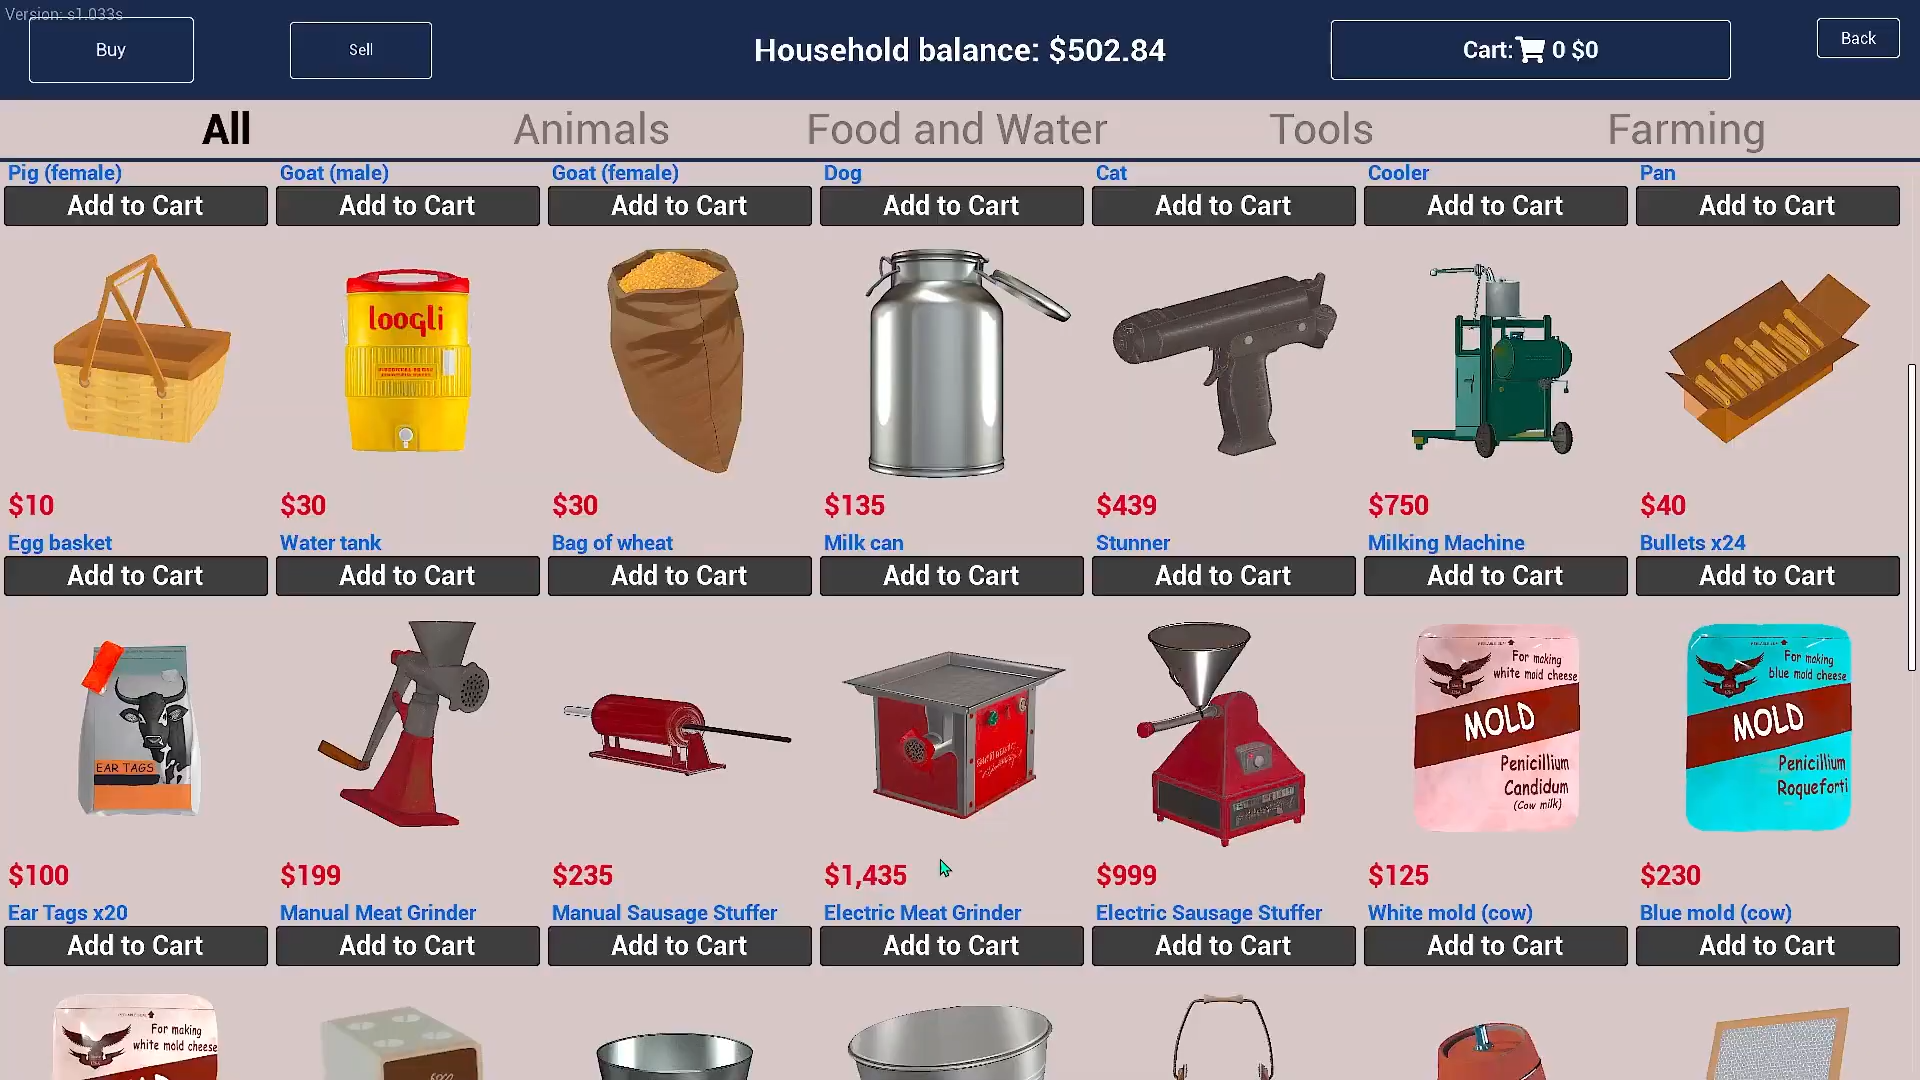 Version: s1.033s
Buy
Sell
Household balance: $502.84
Cart: 0 $0
Back
All
Animals
Food and Water
Tools
Farming
Pig (female)
Goat (male)
Goat (female)
Dog
Cat
Cooler
Pan
Add to Cart
Add to Cart
Add to Cart
Add to Cart
Add to Cart
Add to Cart
Add to Cart
loogli
$10
$30
$30
$135
$439
$750
$40
Egg basket
Water tank
Bag of wheat
Milk can
Stunner
Milking Machine
Bullets x24
Add to Cart
Add to Cart
Add to Cart
Add to Cart
Add to Cart
Add to Cart
Add to Cart
EAR TAGS
For making
white mold cheese
MOLD
Penicillium
Candidum
(Cow milk)
For making
blue mold cheese
MOLD
Penicillium
Roqueforti
$100
$199
$235
$1,435
$999
$125
$230
Ear Tags x20
Manual Meat Grinder
Manual Sausage Stuffer
Electric Meat Grinder
Electric Sausage Stuffer
White mold (cow)
Blue mold (cow)
Add to Cart
Add to Cart
Add to Cart
Add to Cart
Add to Cart
Add to Cart
Add to Cart
For making
white mold cheese